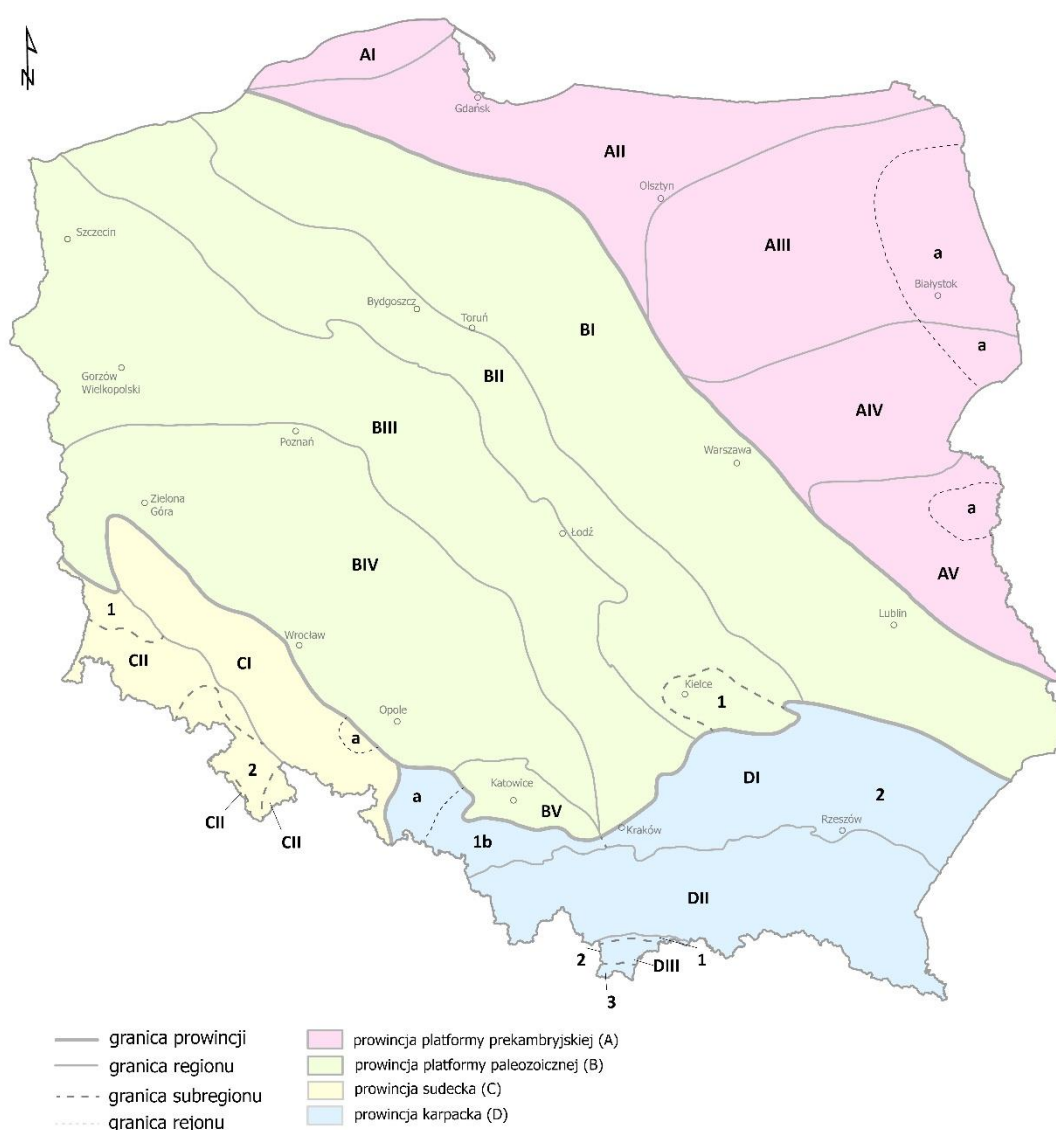 AI
Gdańsk
N
AII
Olsztyn
Szczecin
AIII
a
Białystok
Bydgoszcz
Toruń
BI
a
BII
Gorzów
Wielkopolski
AIV
BIII
Poznań
Warszawa
Zielona
Góra
a
Łodź
BIV
AV
1
Lublin
Wrocław
CII
CI
Kielce
1
Opole
a
2
DI
a
Katowice
2
BV
CII
Kraków
Rzeszów
CII
1b
DII
2
DIII
1
3
granica prowincji
granica regionu
granica subregionu
granica rejonu
prowincja platformy prekambryjskiej (A)
prowincja platformy paleozoicznej (B)
prowincja sudecka (C)
prowincja karpacka (D)